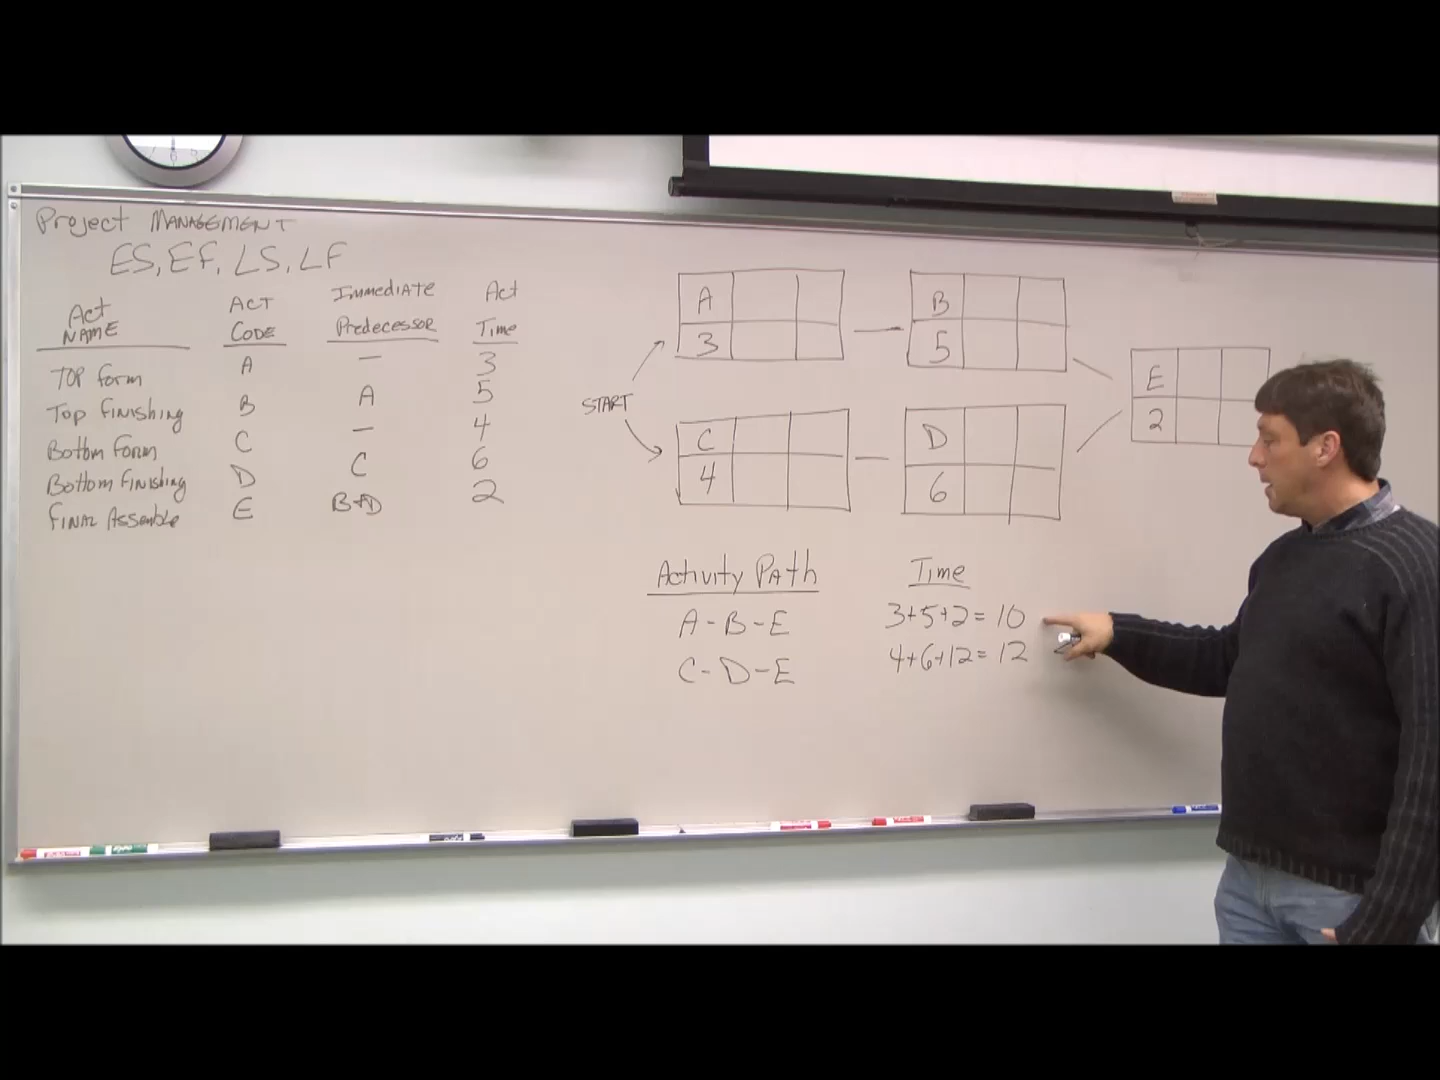 Project MANAGEMENT
ES, EF, LS, LF
Act NAME
ACT CODE
Immediate Predecessor
Act Time
TOP form A — 3
Top finishing B A 5
Bottom form C — 4
Bottom finishing D C 6
FINAL Assemble E B+D 2
START
A
3
B
5
C
4
D
6
E
2
Activity Path Time
A-B-E 3+5+2=10
C-D-E 4+6+12=12